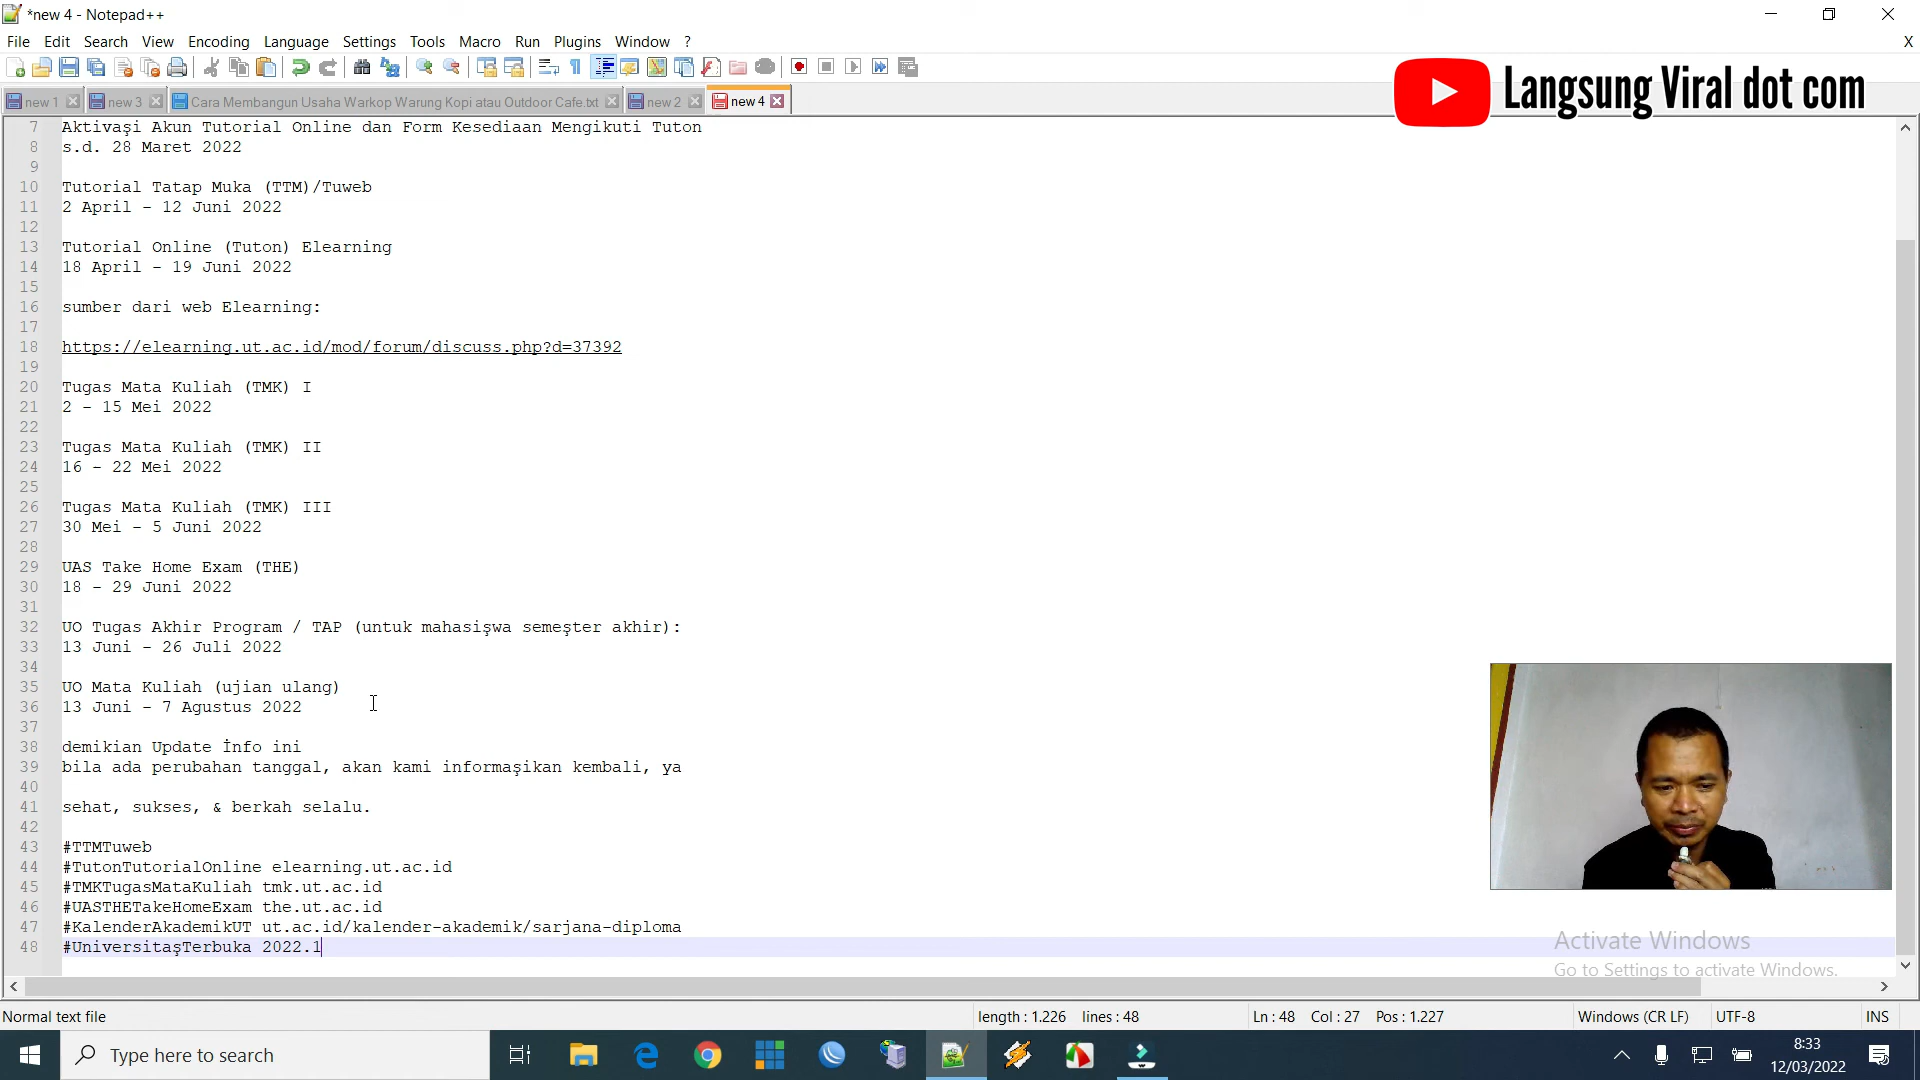 *new 4 - Notepad++
File Edit Search View Encoding Language Settings Tools Macro Run Plugins Window ?
X
Langsung Viral dot com
new 1
new 3
Cara Membangun Usaha Warkop Warung Kopi atau Outdoor Cafe.txt
new 2
new 4
7 Aktivaşi Akun Tutorial Online dan Form Kesediaan Mengikuti Tuton
8 s.d. 28 Maret 2022
9
10 Tutorial Tatap Muka (TTM)/Tuweb
11 2 April - 12 Juni 2022
12
13 Tutorial Online (Tuton) Elearning
14 18 April - 19 Juni 2022
15
16 sumber dari web Elearning:
17
18 https://elearning.ut.ac.id/mod/forum/discuss.php?d=37392
19
20 Tugas Mata Kuliah (TMK) I
21 2 - 15 Mei 2022
22
23 Tugas Mata Kuliah (TMK) II
24 16 - 22 Mei 2022
25
26 Tugas Mata Kuliah (TMK) III
27 30 Mei - 5 Juni 2022
28
29 UAS Take Home Exam (THE)
30 18 - 29 Juni 2022
31
32 UO Tugas Akhir Program / TAP (untuk mahasişwa semeşter akhir):
33 13 Juni - 26 Juli 2022
34
35 UO Mata Kuliah (ujian ulang)
36 13 Juni - 7 Agustus 2022
37
38 demikian Update İnfo ini
39 bila ada perubahan tanggal, akan kami informaşikan kembali, ya
40
41 sehat, sukses, & berkah selalu.
42
43 #TTMTuweb
44 #TutonTutorialOnline elearning.ut.ac.id
45 #TMKTugasMataKuliah tmk.ut.ac.id
46 #UASTHETakeHomeExam the.ut.ac.id
47 #KalenderAkademikUT ut.ac.id/kalender-akademik/sarjana-diploma
48 #UniversitaşTerbuka 2022.1
Activate Windows
Go to Settings to activate Windows.
Normal text file length : 1.226 lines : 48 Ln : 48 Col : 27 Pos : 1.227 Windows (CR LF) UTF-8 INS
Type here to search
8:33
12/03/2022